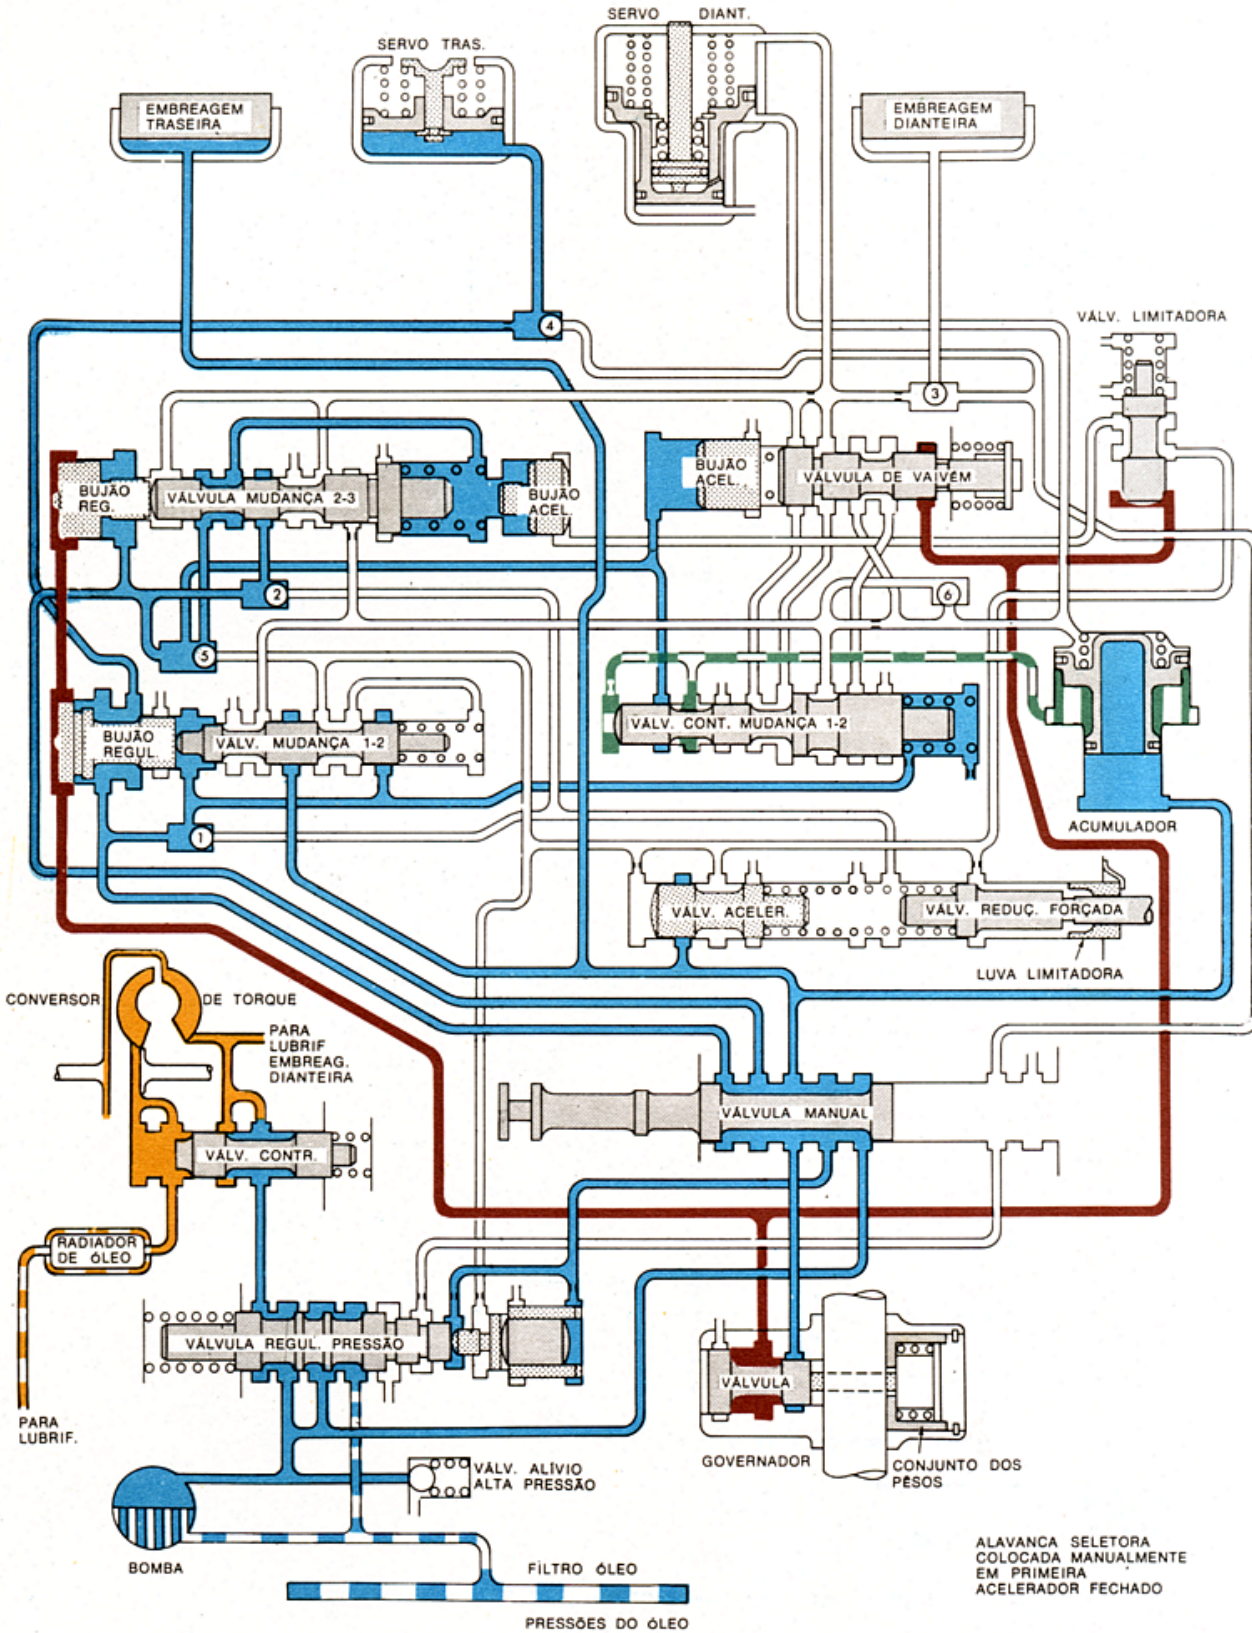 SERVO DIANT.
SERVO TRAS.
EMBREAGEM
TRASEIRA
EMBREAGEM
DIANTEIRA
VÁLV. LIMITADORA
4
3
BUJÃO
REG.
VÁLVULA MUDANÇA 2-3
BUJÃO
ACEL.
BUJÃO
ACEL.
VÁLVULA DE VAIVÉM
2
6
5
BUJÃO
REGUL.
VÁLV. MUDANÇA 1-2
VÁLV. CONT. MUDANÇA 1-2
1
ACUMULADOR
VÁLV. ACELER.
VÁLV. REDUÇ. FORÇADA
LUVA LIMITADORA
CONVERSOR
DE TORQUE
PARA
LUBRIF
EMBREAG.
DIANTEIRA
VÁLVULA MANUAL
VÁLV. CONTR.
RADIADOR
DE ÓLEO
VÁLVULA REGUL. PRESSÃO
VÁLVULA
PARA
LUBRIF.
GOVERNADOR
CONJUNTO DOS
PÊSOS
VÁLV. ALÍVIO
ALTA PRESSÃO
BOMBA
FILTRO ÓLEO
PRESSÕES DO ÓLEO
ALAVANCA SELETORA
COLOCADA MANUALMENTE
EM PRIMEIRA
ACELERADOR FECHADO